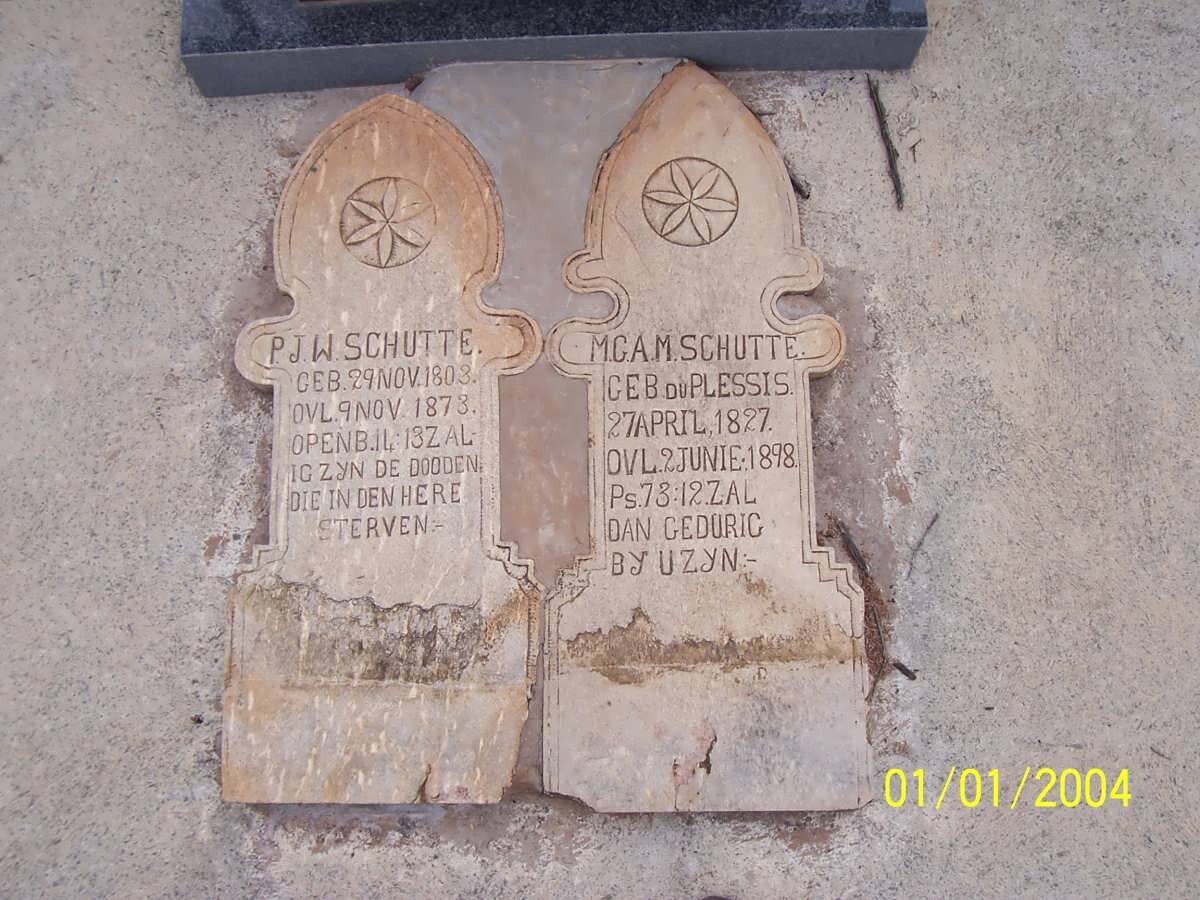 P.J.W. SCHUTTE.
GEB. 29 NOV. 1803.
OVL. 9 NOV. 1873.
OPENB. 14: 13 ZAL
IG ZYN DE DOODEN
DIE IN DEN HERE
STERVEN:-
M.G.A.M. SCHUTTE.
GEB DU PLESSIS.
27 APRIL, 1827.
OVL. 2 JUNIE: 1898.
Ps. 73: 12 ZAL
DAN GEDURIG
BY U ZYN:-
01/01/2004